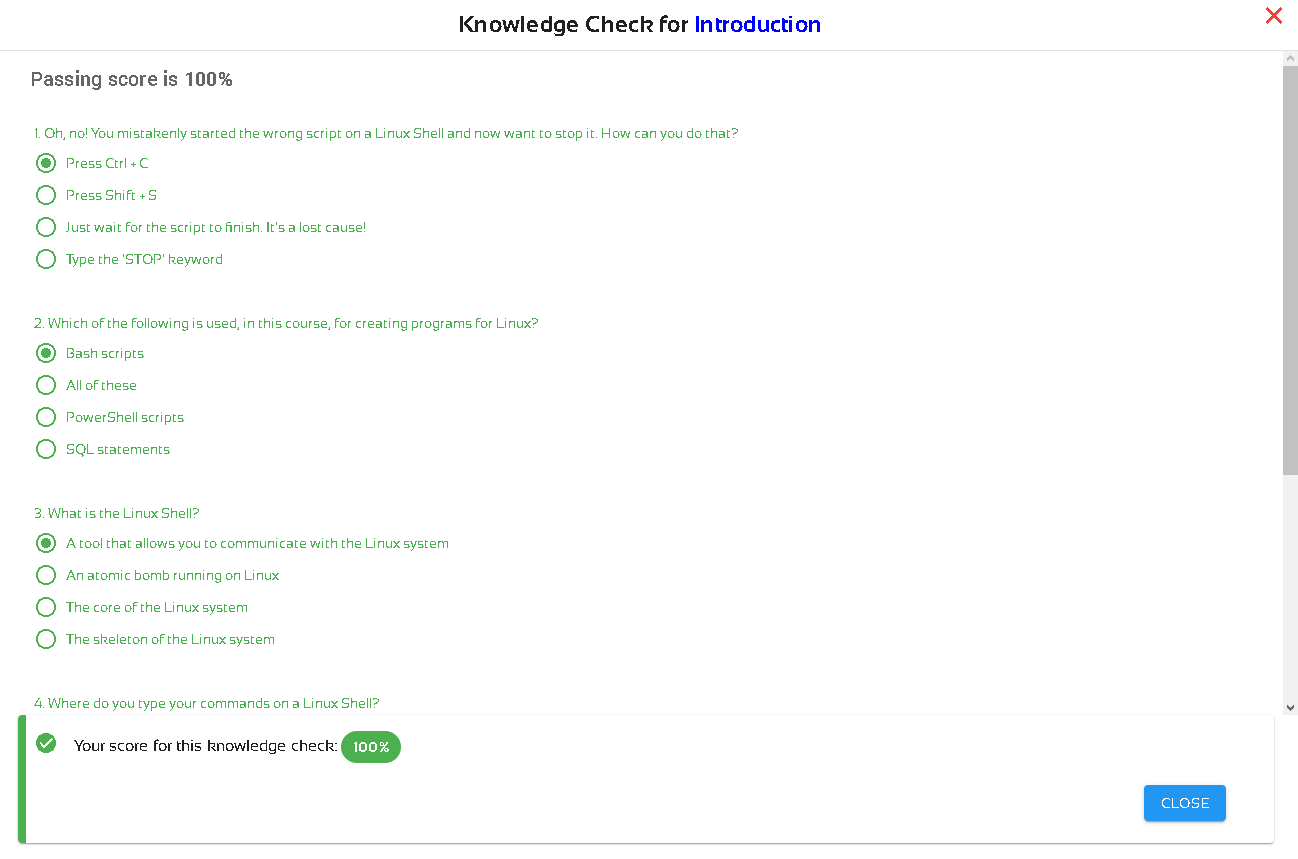 Knowledge Check for Introduction
Passing score is 100%
1. Oh, no! You mistakenly started the wrong script on a Linux Shell and now want to stop it. How can you do that?
Press Ctrl + C
Press Shift + S
Just wait for the script to finish. It's a lost cause!
Type the 'STOP' keyword
2. Which of the following is used, in this course, for creating programs for Linux?
Bash scripts
All of these
PowerShell scripts
SQL statements
3. What is the Linux Shell?
A tool that allows you to communicate with the Linux system
An atomic bomb running on Linux
The core of the Linux system
The skeleton of the Linux system
4. Where do you type your commands on a Linux Shell?
Your score for this knowledge check: 100%
CLOSE